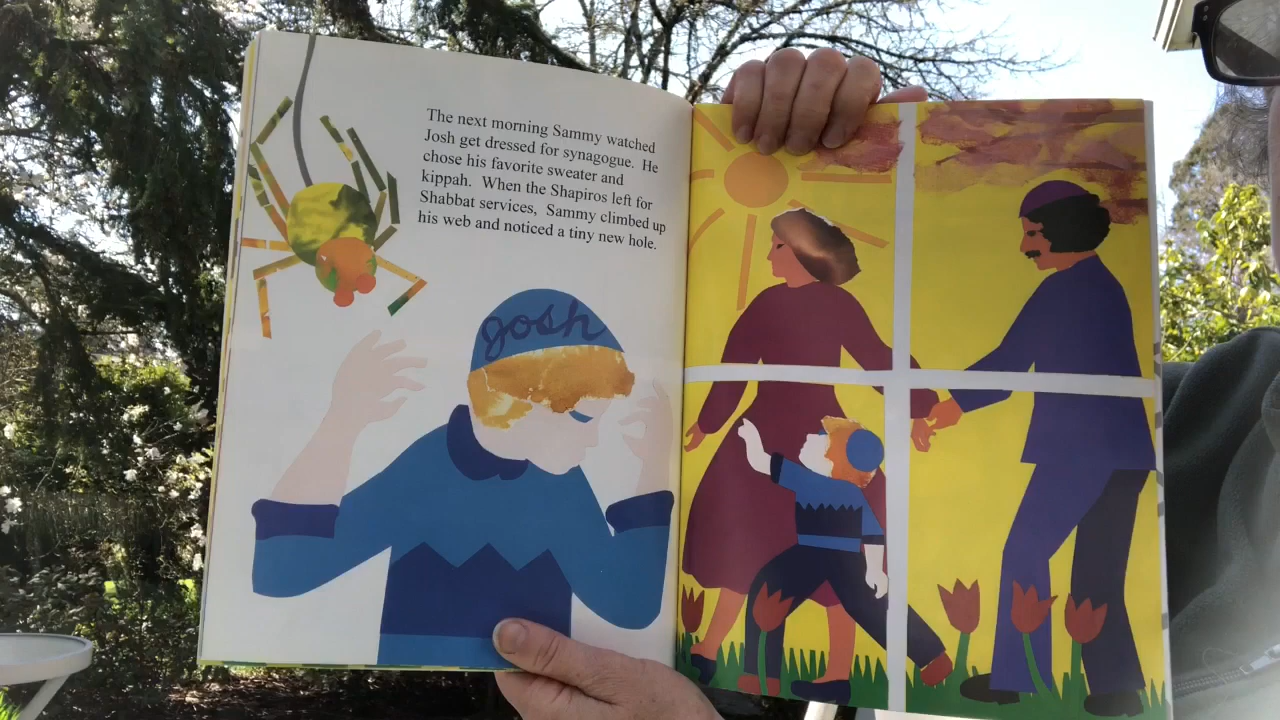 The next morning Sammy watched
Josh get dressed for synagogue. He
chose his favorite sweater and
kippah. When the Shapiros left for
Shabbat services, Sammy climbed up
his web and noticed a tiny new hole.
josh